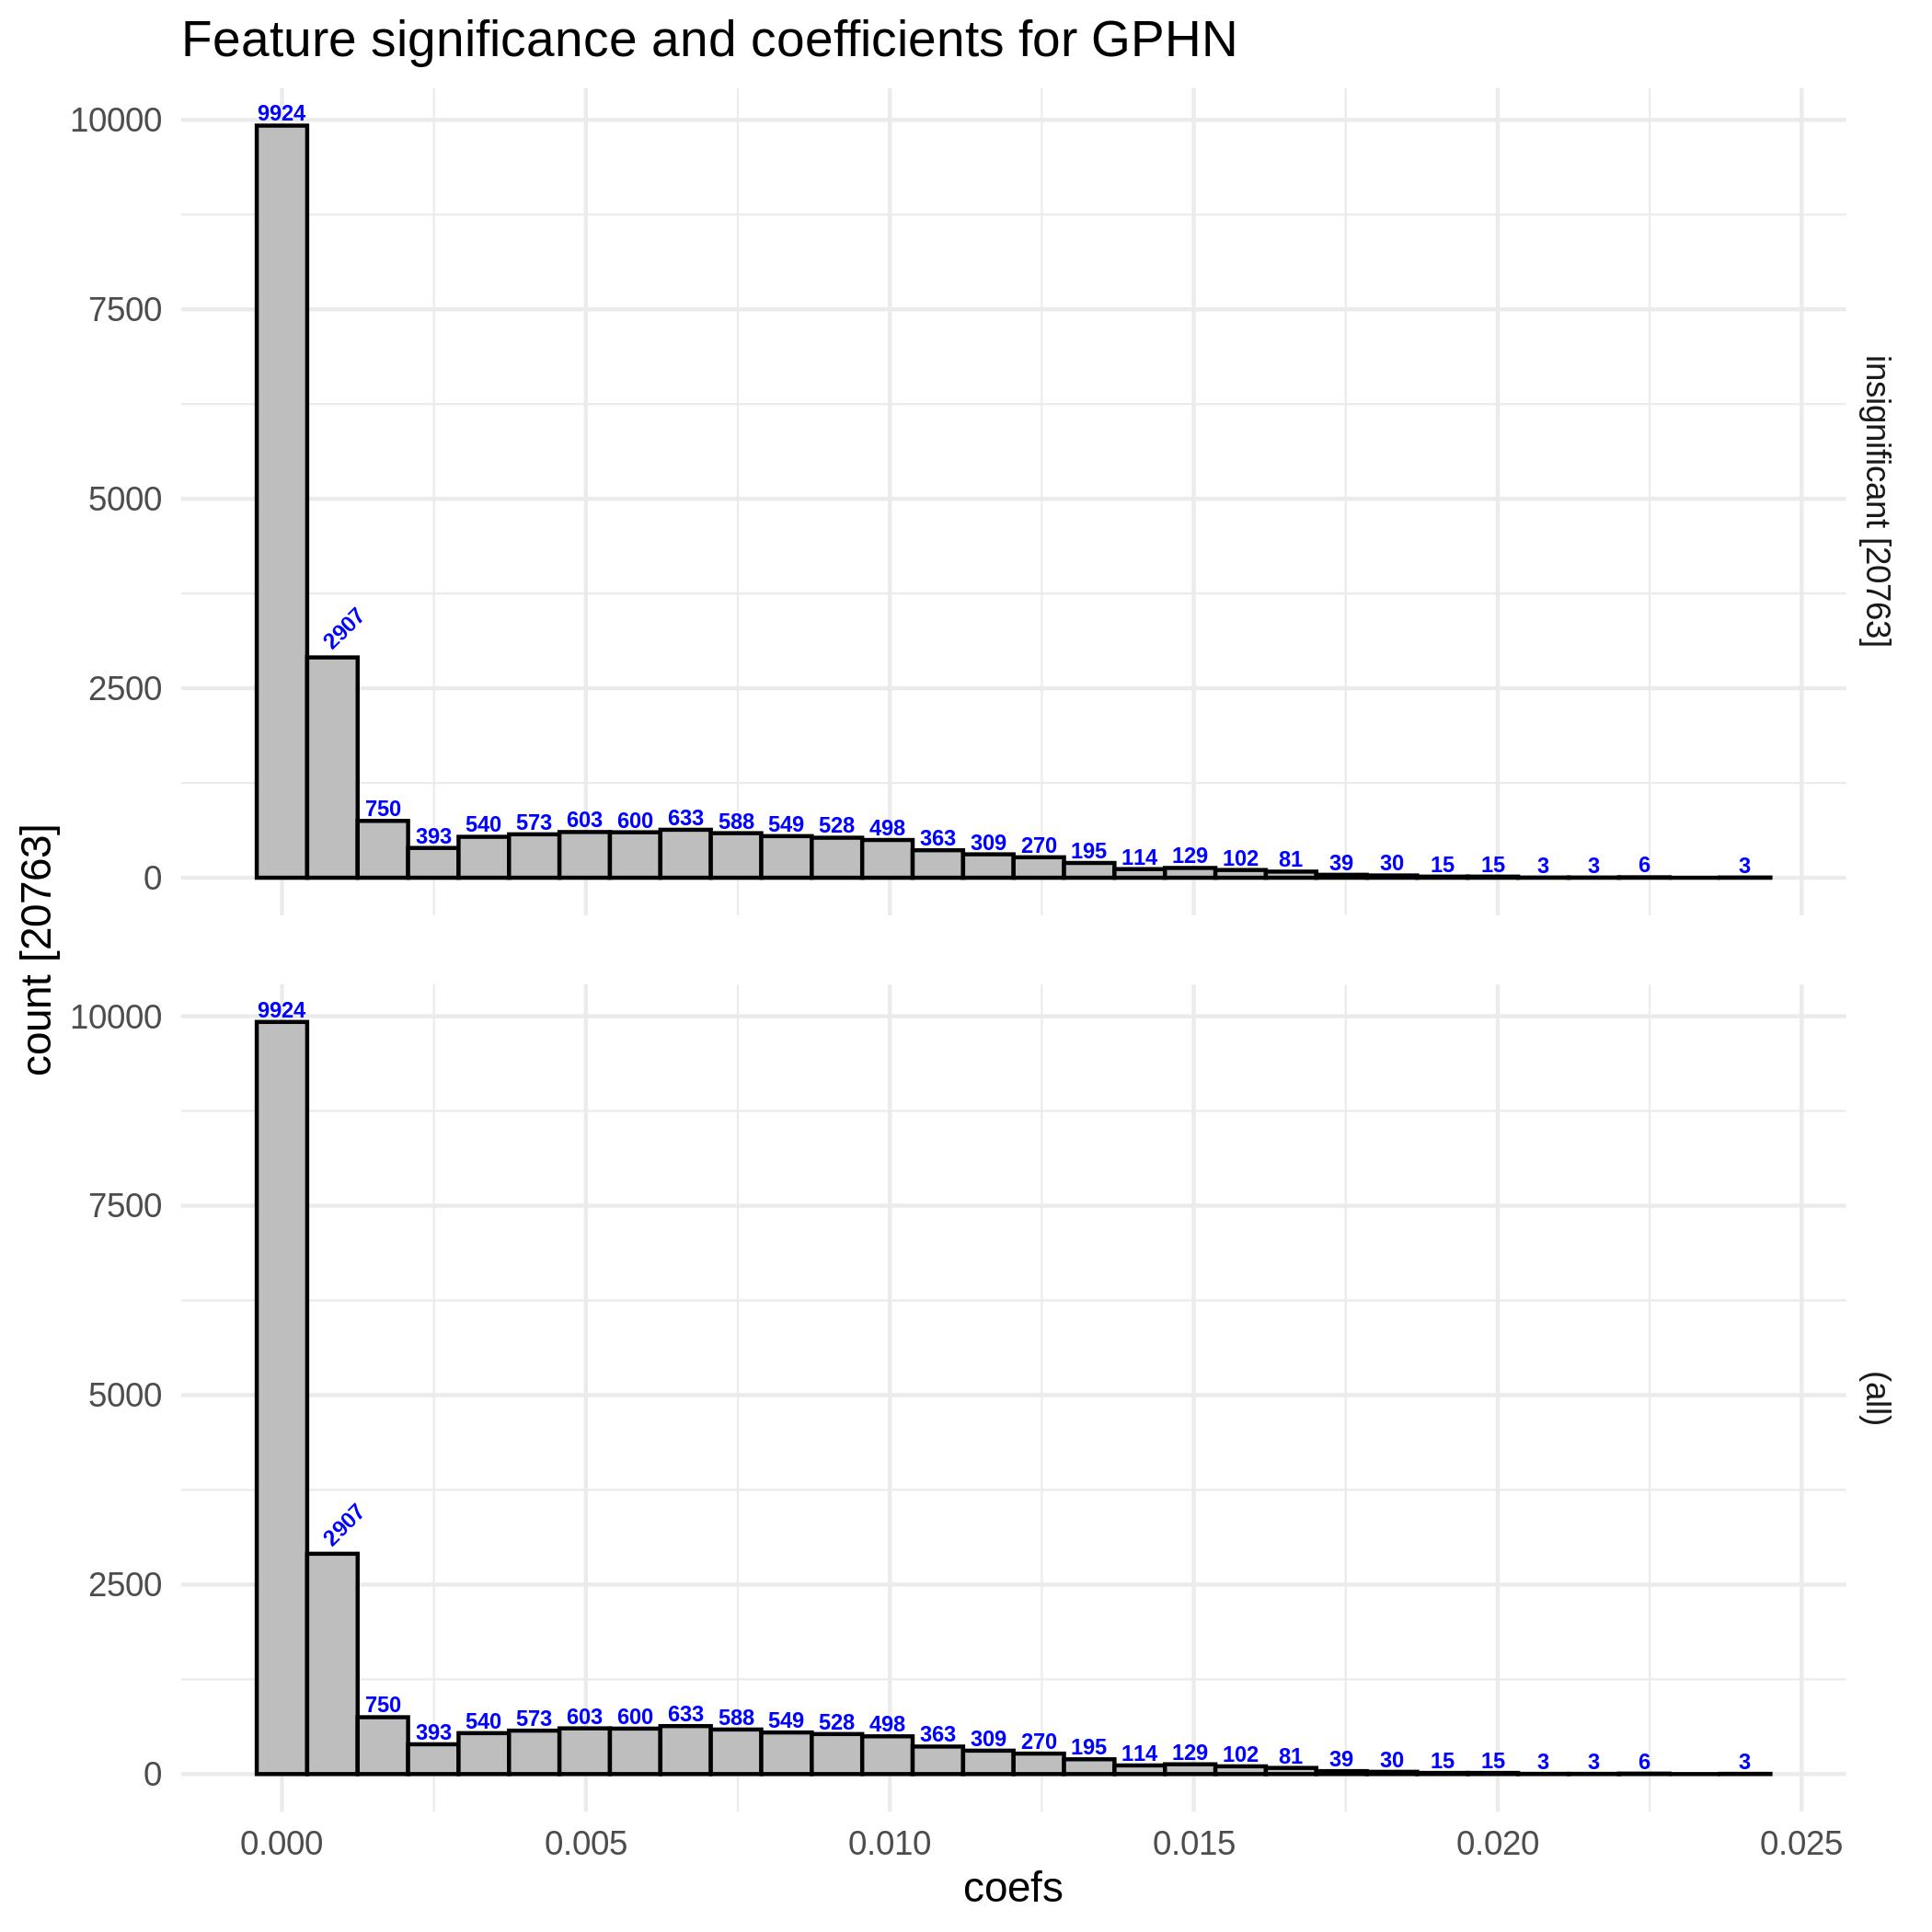 Feature significance and coefficients for GPHN
count [20763]
10000
7500
5000
2500
0
9924
2907
750 393 540 573 603 600 633 588 549 528 498 363 309 270 195 114 129 102 81 39 30 15 15 3 3 6 3
insignificant [20763]
10000
7500
5000
2500
0
9924
2907
750 393 540 573 603 600 633 588 549 528 498 363 309 270 195 114 129 102 81 39 30 15 15 3 3 6 3
(all)
0.000 0.005 0.010 0.015 0.020 0.025
coefs